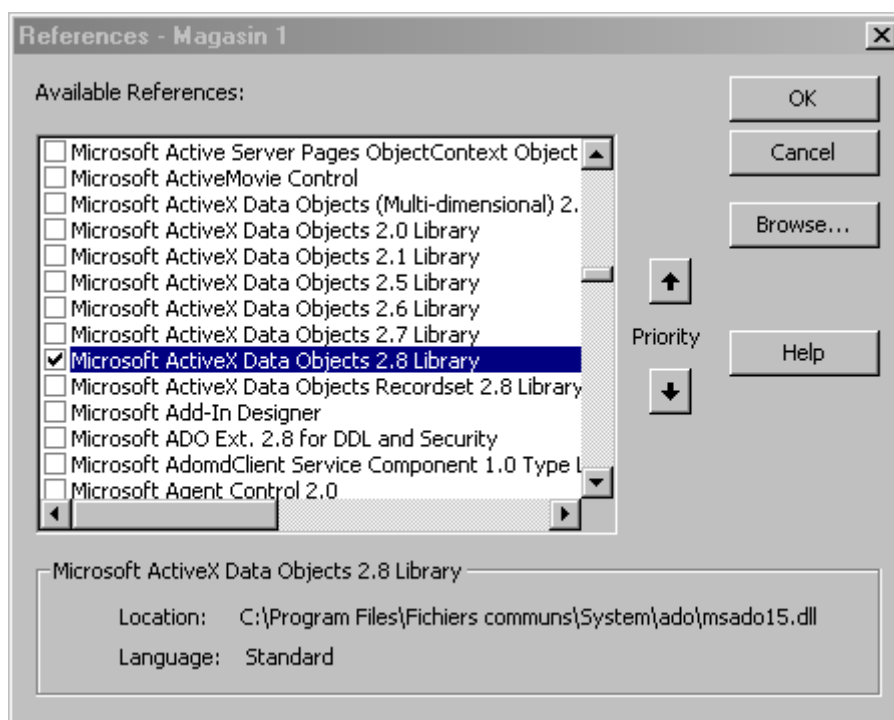 References - Magasin 1
Available References:
Microsoft Active Server Pages ObjectContext Object
Microsoft ActiveMovie Control
Microsoft ActiveX Data Objects (Multi-dimensional) 2.
Microsoft ActiveX Data Objects 2.0 Library
Microsoft ActiveX Data Objects 2.1 Library
Microsoft ActiveX Data Objects 2.5 Library
Microsoft ActiveX Data Objects 2.6 Library
Microsoft ActiveX Data Objects 2.7 Library
Microsoft ActiveX Data Objects 2.8 Library
Microsoft ActiveX Data Objects Recordset 2.8 Library
Microsoft Add-In Designer
Microsoft ADO Ext. 2.8 for DDL and Security
Microsoft AdomdClient Service Component 1.0 Type L
Microsoft Agent Control 2.0
Priority
OK
Cancel
Browse...
Help
Microsoft ActiveX Data Objects 2.8 Library
Location: C:\Program Files\Fichiers communs\System\ado\msado15.dll
Language: Standard